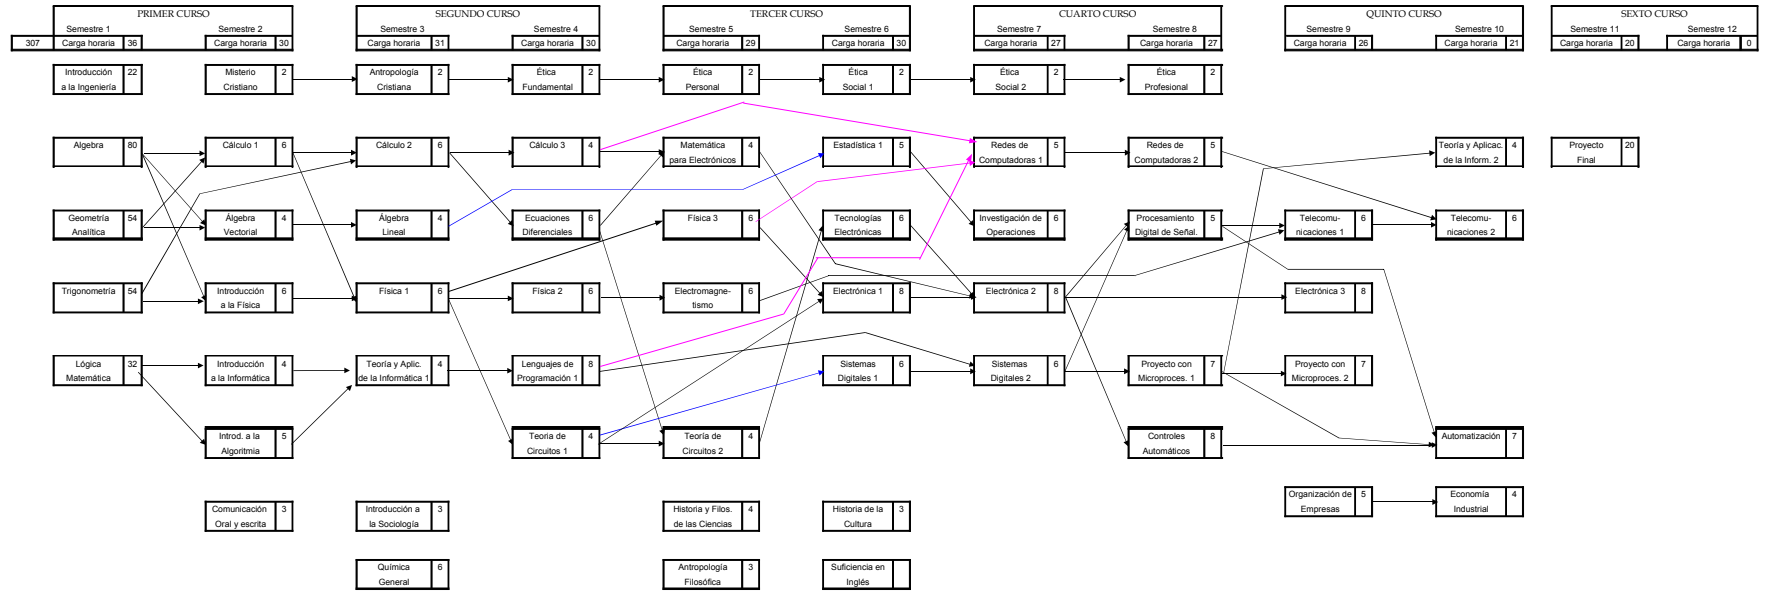 PRIMER CURSO SEGUNDO CURSO TERCER CURSO CUARTO CURSO QUINTO CURSO SEXTO CURSO
Semestre 1 Semestre 2 Semestre 3 Semestre 4 Semestre 5 Semestre 6 Semestre 7 Semestre 8 Semestre 9 Semestre 10 Semestre 11 Semestre 12
307 Carga horaria 36 Carga horaria 30 Carga horaria 31 Carga horaria 30 Carga horaria 29 Carga horaria 30 Carga horaria 27 Carga horaria 27 Carga horaria 26 Carga horaria 21 Carga horaria 20 Carga horaria 0
Introducción 22 Misterio 2 Antropología 2 Ética 2 Ética 2 Ética 2 Ética 2 Ética 2
a la Ingeniería Cristiano Cristiana Fundamental Personal Social 1 Social 2 Profesional
Algebra 80 Cálculo 1 6 Cálculo 2 6 Cálculo 3 4 Matemática 4 Estadística 1 5 Redes de 5 Redes de 5 Teoría y Aplicac. 4 Proyecto 20
para Electrónicos Computadoras 1 Computadoras 2 de la Inform. 2 Final
Geometría 54 Álgebra 4 Álgebra 4 Ecuaciones 6 Física 3 6 Tecnologías 6 Investigación de 6 Procesamiento 5 Telecomu- 6 Telecomu- 6
Analítica Vectorial Lineal Diferenciales Electrónicas Operaciones Digital de Señal. nicaciones 1 nicaciones 2
Trigonometría 54 Introducción 6 Física 1 6 Física 2 6 Electromagne- 6 Electrónica 1 8 Electrónica 2 8 Electrónica 3 8
a la Física tismo
Lógica 32 Introducción 4 Teoría y Aplic. 4 Lenguajes de 8 Sistemas 6 Sistemas 6 Proyecto con 7 Proyecto con 7
Matemática a la Informática de la Informática 1 Programación 1 Digitales 1 Digitales 2 Microproces. 1 Microproces. 2
Introd. a la 5 Teoria de 4 Teoría de 4 Controles 8 Automatización 7
Algoritmia Circuitos 1 Circuitos 2 Automáticos
Comunicación 3 Introducción a 3 Historia y Filos. 4 Historia de la 3 Organización de 5 Economía 4
Oral y escrita la Sociología de las Ciencias Cultura Empresas Industrial
Química 6 Antropología 3 Suficiencia en
General Filosófica Inglés